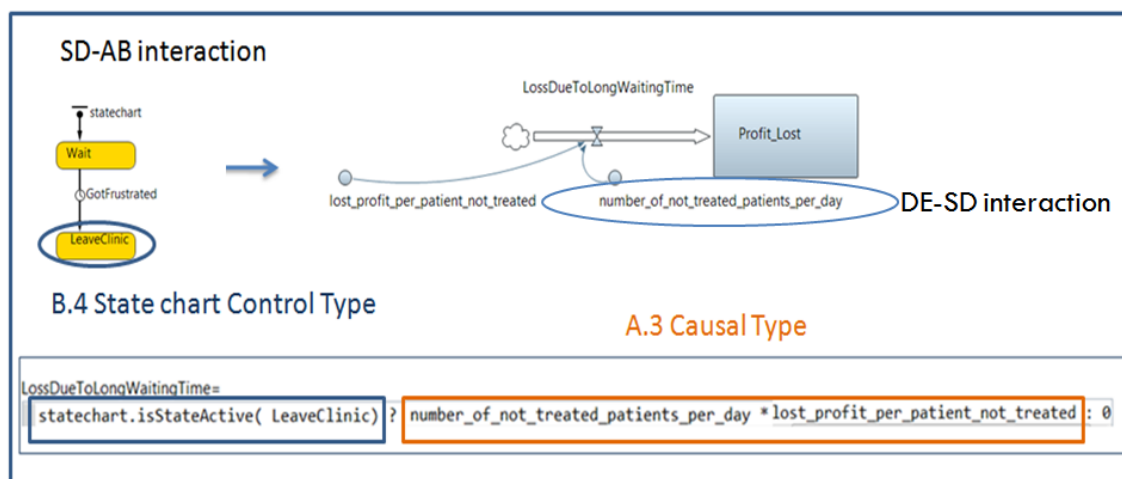 SD-AB interaction
LossDueToLongWaitingTime
statechart
Wait
Profit_Lost
GotFrustrated
lost_profit_per_patient_not_treated
number_of_not_treated_patients_per_day
DE-SD interaction
LeaveClinic
B.4 State chart Control Type
A.3 Causal Type
LossDueToLongWaitingTime=
statechart.isStateActive( LeaveClinic) ? number_of_not_treated_patients_per_day *lost_profit_per_patient_not_treated : 0